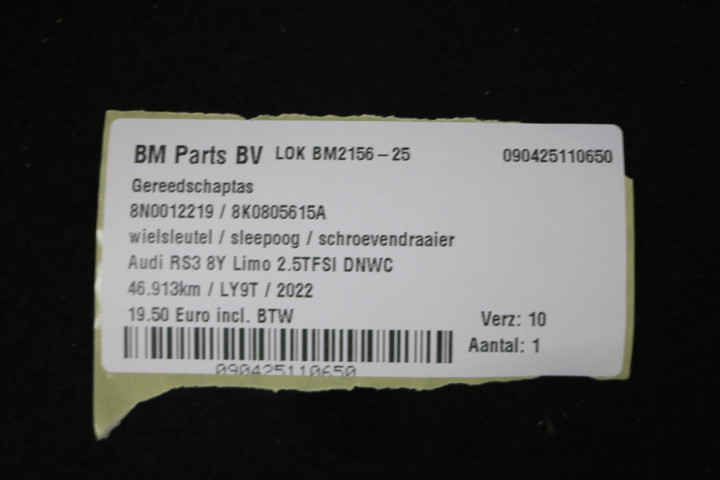 BM Parts BV LOK BM2156-25 090425110650
Gereedschaptas
8N0012219 / 8K0805615A
wielsleutel / sleepoog / schroevendraaier
Audi RS3 8Y Limo 2.5TFSI DNWC
46.913km / LY9T / 2022
19.50 Euro incl. BTW Verz: 10
Aantal: 1
090425110650